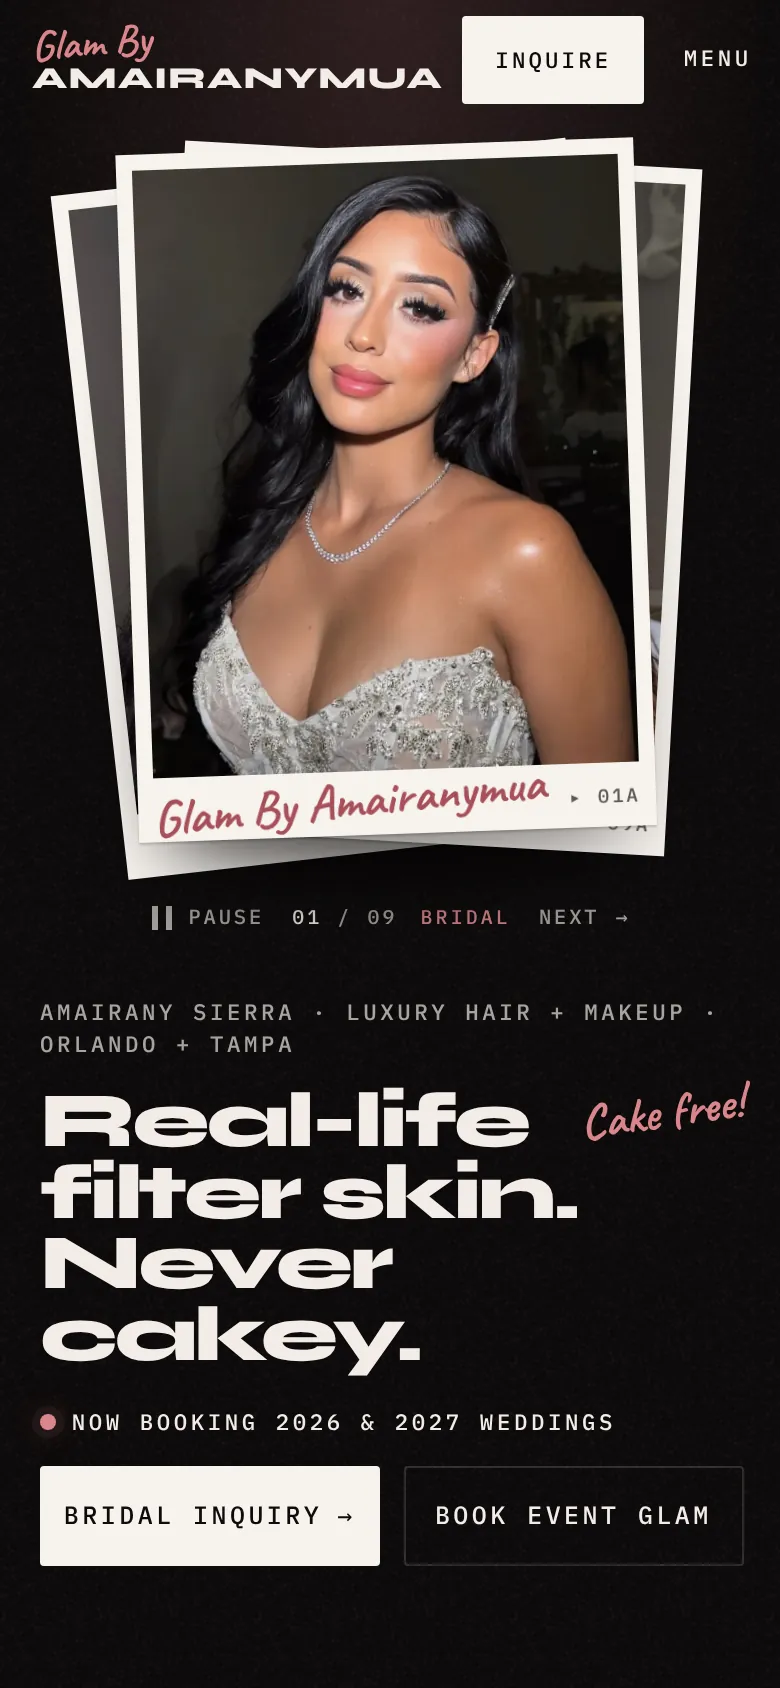 Glam By
AMAIRANYMUA
INQUIRE
MENU
Glam By Amairanymua
▸ 01A
PAUSE 01 / 09 BRIDAL NEXT →
AMAIRANY SIERRA · LUXURY HAIR + MAKEUP ·
ORLANDO + TAMPA
Real-life
Cake free!
filter skin.
Never
cakey.
NOW BOOKING 2026 & 2027 WEDDINGS
BRIDAL INQUIRY →
BOOK EVENT GLAM